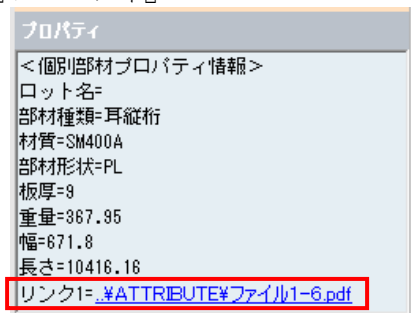 プロパティ
<個別部材プロパティ情報>
ロット名=
部材種類=耳縦桁
材質=SM400A
部材形状=PL
板厚=9
重量=367.95
幅=671.8
長さ=10416.16
リンク1=..¥ATTRIBUTE¥ファイル1-6.pdf